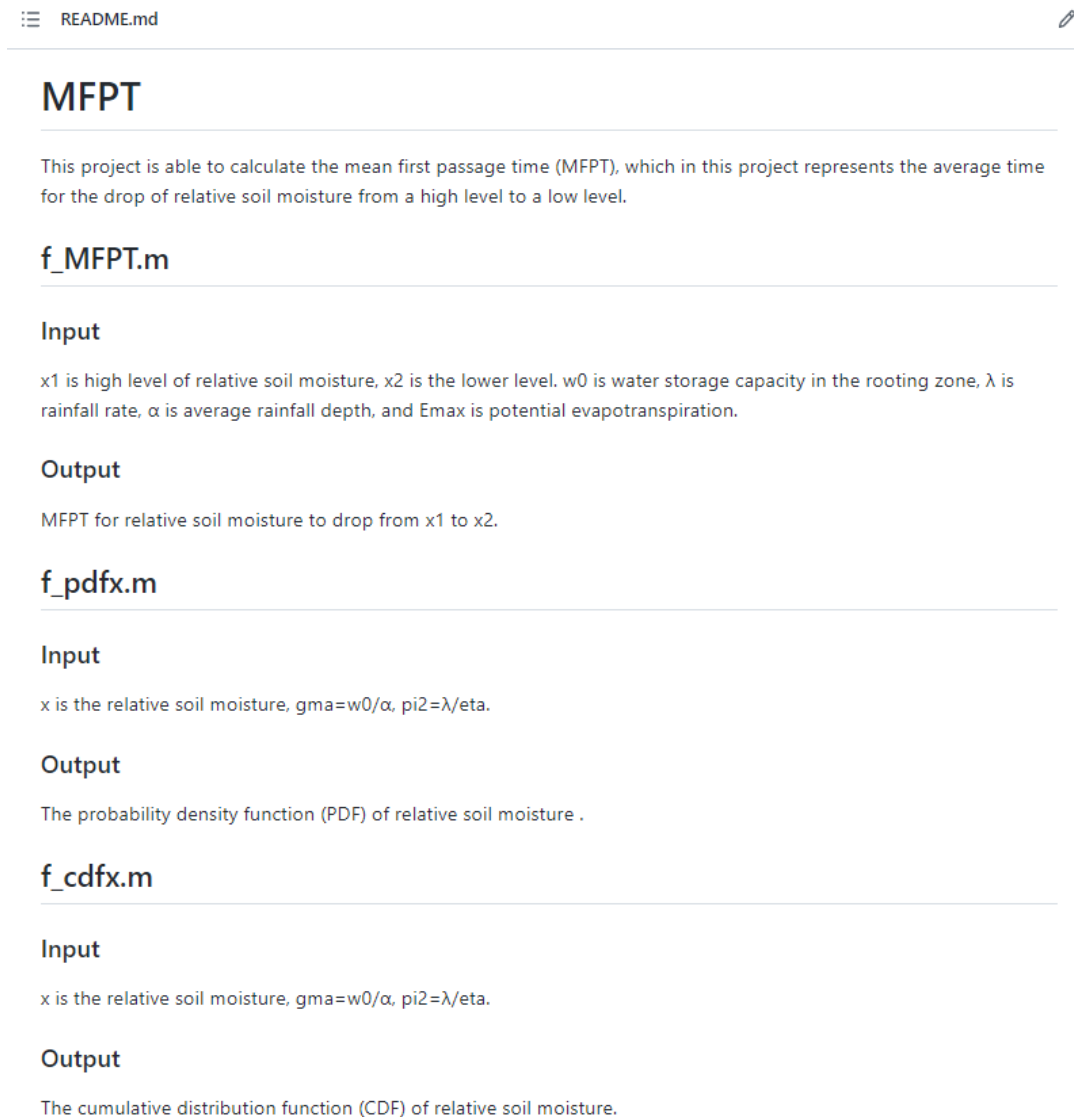 README.md
MFPT
This project is able to calculate the mean first passage time (MFPT), which in this project represents the average time
for the drop of relative soil moisture from a high level to a low level.
f_MFPT.m
Input
x1 is high level of relative soil moisture, x2 is the lower level. w0 is water storage capacity in the rooting zone, λ is
rainfall rate, α is average rainfall depth, and Emax is potential evapotranspiration.
Output
MFPT for relative soil moisture to drop from x1 to x2.
f_pdfx.m
Input
x is the relative soil moisture, gma=w0/α, pi2=λ/eta.
Output
The probability density function (PDF) of relative soil moisture .
f_cdfx.m
Input
x is the relative soil moisture, gma=w0/α, pi2=λ/eta.
Output
The cumulative distribution function (CDF) of relative soil moisture.